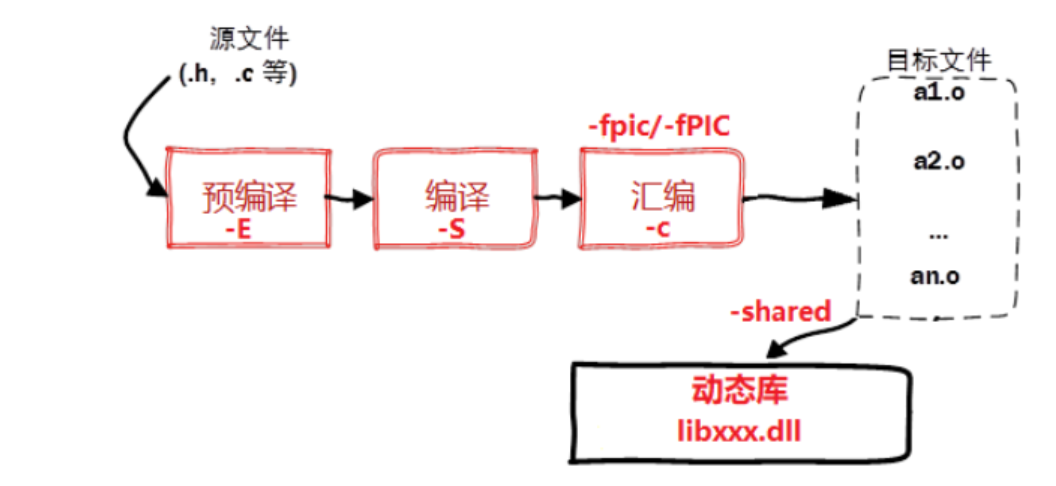 源文件
(.h，.c 等)
预编译
-E
编译
-S
-fpic/-fPIC
汇编
-c
目标文件
a1.o
a2.o
...
an.o
-shared
动态库
libxxx.dll